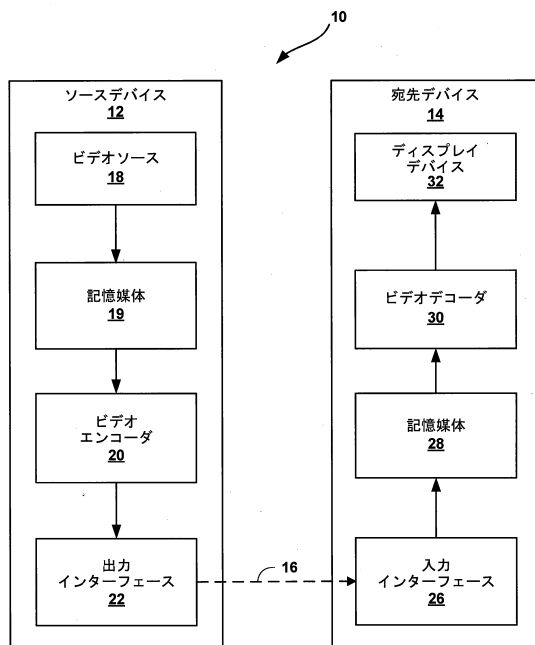 10
ソースデバイス
12
ビデオソース
18
記憶媒体
19
ビデオ
エンコーダ
20
出力
インターフェース
22
16
宛先デバイス
14
ディスプレイ
デバイス
32
ビデオデコーダ
30
記憶媒体
28
入力
インターフェース
26